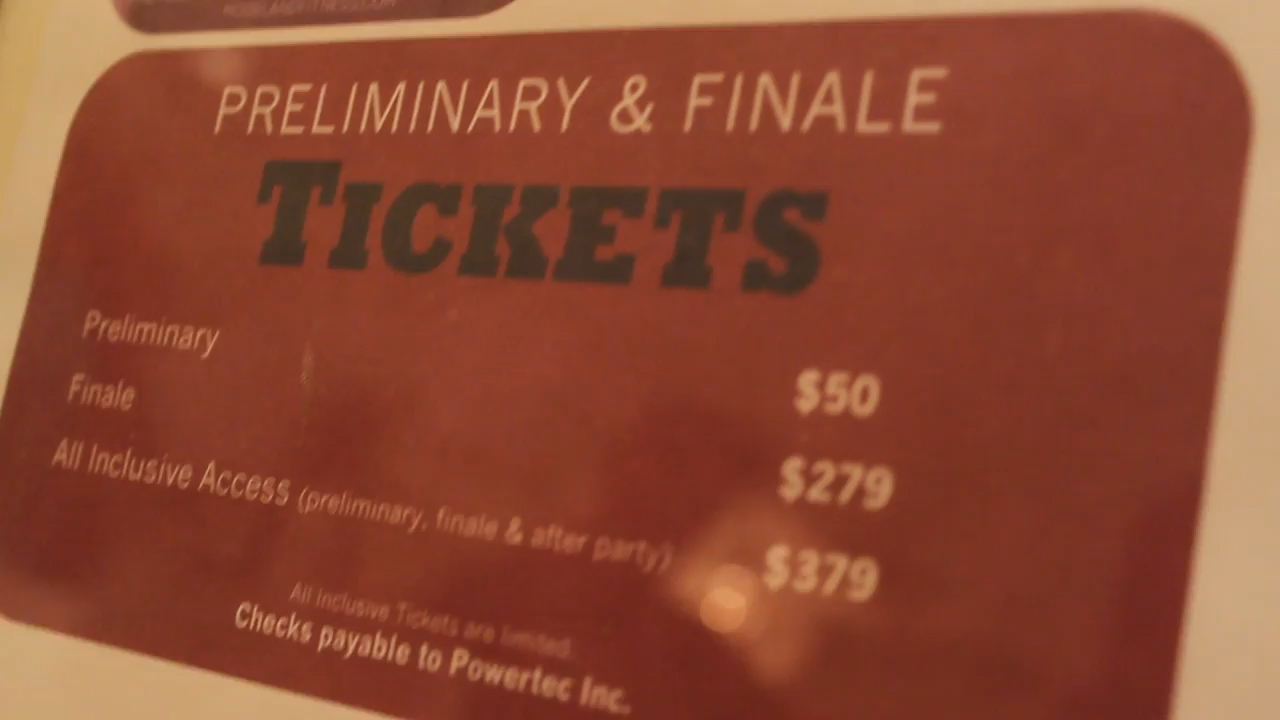 PRELIMINARY & FINALE
TICKETS
Preliminary $50
Finale $279
All Inclusive Access (preliminary, finale & after party) $379
All Inclusive Tickets are limited.
Checks payable to Powertec Inc.